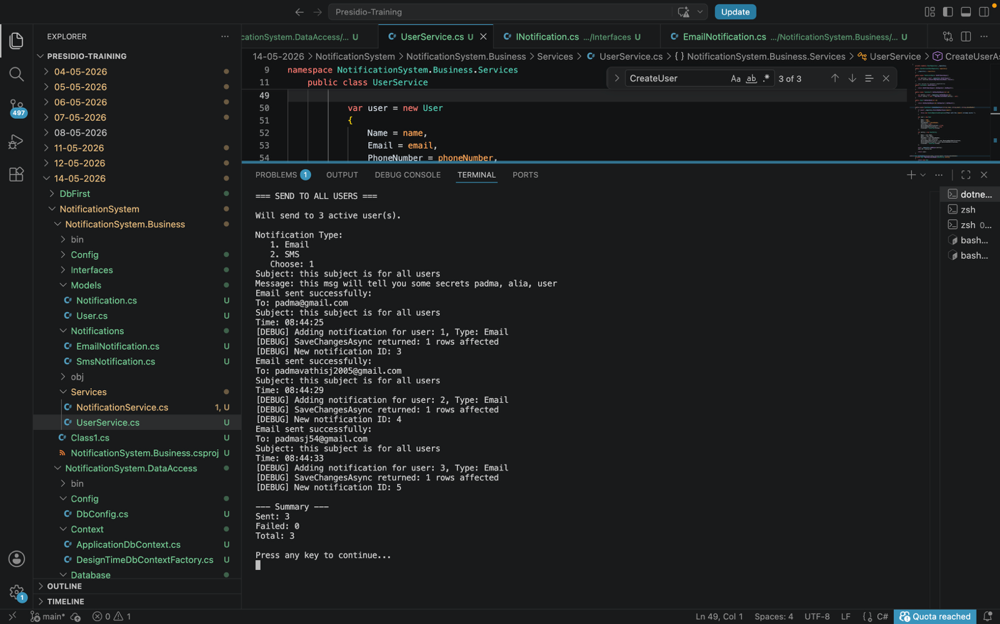 Presidio-Training
Update
EXPLORER
PRESIDIO-TRAINING
04-05-2026
05-05-2026
06-05-2026
07-05-2026
08-05-2026
11-05-2026
12-05-2026
14-05-2026
DbFirst
NotificationSystem
NotificationSystem.Business
bin
Config
Interfaces
Models
Notification.cs U
User.cs U
Notifications
EmailNotification.cs U
SmsNotification.cs U
obj
Services
NotificationService.cs 1, U
UserService.cs U
Class1.cs U
NotificationSystem.Business.csproj U
NotificationSystem.DataAccess
bin
Config
DbConfig.cs U
Context
ApplicationDbContext.cs U
DesignTimeDbContextFactory.cs U
Database
OUTLINE
TIMELINE
497
1
cationSystem.DataAccess/... U
UserService.cs U
INotification.cs .../Interfaces U
EmailNotification.cs .../NotificationSystem.Business/... U
14-05-2026 > NotificationSystem > NotificationSystem.Business > Services > UserService.cs > { } NotificationSystem.Business.Services > UserService > CreateUserAs
9 namespace NotificationSystem.Business.Services
11 public class UserService
49
50 var user = new User
51 {
52 Name = name,
53 Email = email,
54 PhoneNumber = phoneNumber,
CreateUser Aa ab .* 3 of 3
PROBLEMS 1 OUTPUT DEBUG CONSOLE TERMINAL PORTS
=== SEND TO ALL USERS ===
Will send to 3 active user(s).
Notification Type:
1. Email
2. SMS
Choose: 1
Subject: this subject is for all users
Message: this msg will tell you some secrets padma, alia, user
Email sent successfully:
To: padma@gmail.com
Subject: this subject is for all users
Time: 08:44:25
[DEBUG] Adding notification for user: 1, Type: Email
[DEBUG] SaveChangesAsync returned: 1 rows affected
[DEBUG] New notification ID: 3
Email sent successfully:
To: padmavathisj2005@gmail.com
Subject: this subject is for all users
Time: 08:44:29
[DEBUG] Adding notification for user: 2, Type: Email
[DEBUG] SaveChangesAsync returned: 1 rows affected
[DEBUG] New notification ID: 4
Email sent successfully:
To: padmasj54@gmail.com
Subject: this subject is for all users
Time: 08:44:33
[DEBUG] Adding notification for user: 3, Type: Email
[DEBUG] SaveChangesAsync returned: 1 rows affected
[DEBUG] New notification ID: 5
--- Summary ---
Sent: 3
Failed: 0
Total: 3
Press any key to continue...
dotne...
zsh
zsh 0...
bash...
bash...
main* 0 1
Ln 49, Col 1 Spaces: 4 UTF-8 LF { } C# Quota reached